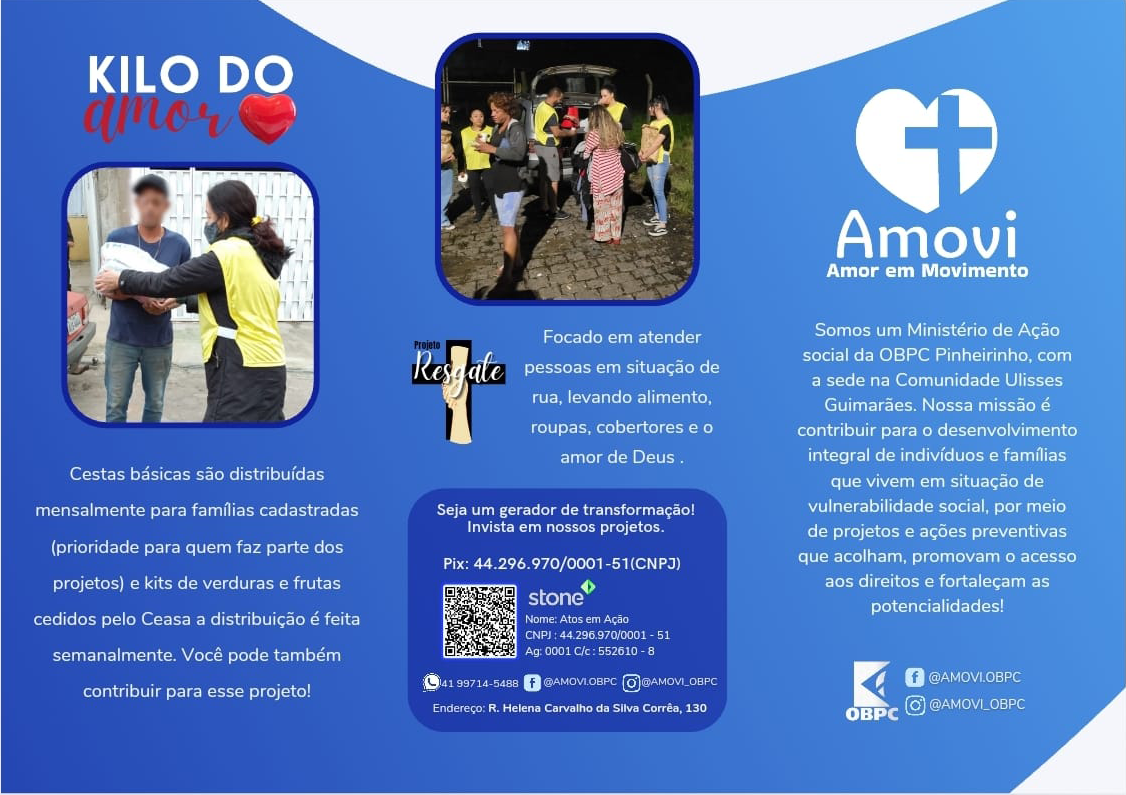 KILO DO
amor
Cestas básicas são distribuídas
mensalmente para famílias cadastradas
(prioridade para quem faz parte dos
projetos) e kits de verduras e frutas
cedidos pelo Ceasa a distribuição é feita
semanalmente. Você pode também
contribuir para esse projeto!
Projeto
Resgate
Focado em atender
pessoas em situação de
rua, levando alimento,
roupas, cobertores e o
amor de Deus .
Seja um gerador de transformação!
Invista em nossos projetos.
Pix: 44.296.970/0001-51(CNPJ)
stone
Nome: Atos em Ação
CNPJ : 44.296.970/0001 - 51
Ag: 0001 C/c : 552610 - 8
41 99714-5488 @AMOVI.OBPC @AMOVI_OBPC
Endereço: R. Helena Carvalho da Silva Corrêa, 130
Amovi
Amor em Movimento
Somos um Ministério de Ação
social da OBPC Pinheirinho, com
a sede na Comunidade Ulisses
Guimarães. Nossa missão é
contribuir para o desenvolvimento
integral de indivíduos e famílias
que vivem em situação de
vulnerabilidade social, por meio
de projetos e ações preventivas
que acolham, promovam o acesso
aos direitos e fortaleçam as
potencialidades!
OBPC
@AMOVI.OBPC
@AMOVI_OBPC